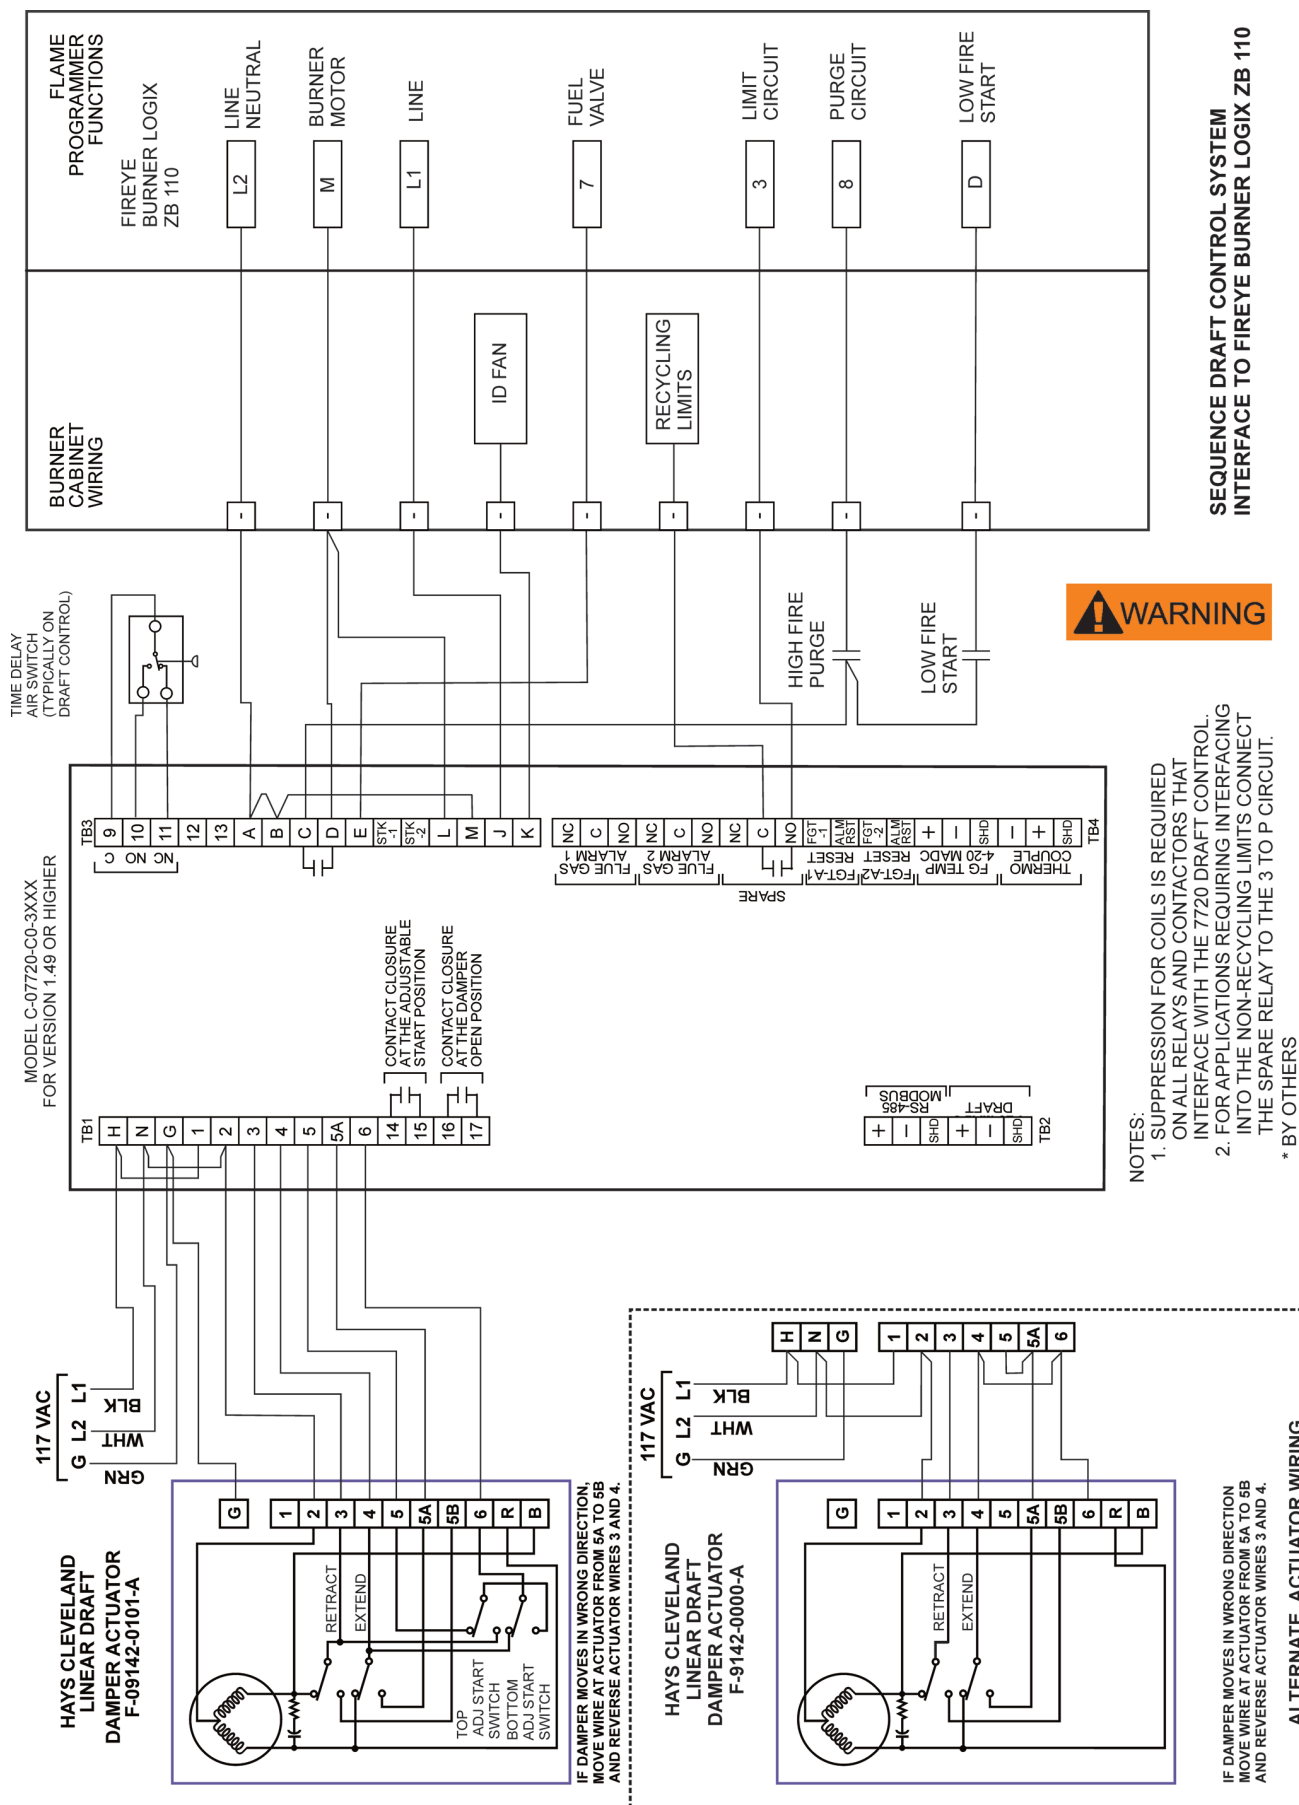 FLAME
PROGRAMMER
FUNCTIONS
FIREYE
BURNER LOGIX
ZB 110
L2
LINE
NEUTRAL
M
BURNER
MOTOR
L1
LINE
7
FUEL
VALVE
3
LIMIT
CIRCUIT
8
PURGE
CIRCUIT
D
LOW FIRE
START
BURNER
CABINET
WIRING
ID FAN
RECYCLING
LIMITS
-
-
-
-
-
-
-
-
-
SEQUENCE DRAFT CONTROL SYSTEM
INTERFACE TO FIREYE BURNER LOGIX ZB 110
WARNING
TIME DELAY
AIR SWITCH
(TYPICALLY ON
DRAFT CONTROL)
HIGH FIRE
PURGE
LOW FIRE
START
MODEL C-07720-C0-3XXX
FOR VERSION 1.49 OR HIGHER
TB3
9
10
11
12
13
A
B
C
D
E
STK
-1
STK
-2
L
M
J
K
C
NO
NC
NC
C
NO
NC
C
NO
NC
C
NO
FGT
-1
ALM
RST
FGT
-2
ALM
RST
+
–
SHD
–
+
SHD
TB4
FLUE GAS
ALARM 1
FLUE GAS
ALARM 2
SPARE
FGT-A1
RESET
FGT-A2
RESET
FG TEMP
4-20 MADC
THERMO
COUPLE
CONTACT CLOSURE
AT THE ADJUSTABLE
START POSITION
CONTACT CLOSURE
AT THE DAMPER
OPEN POSITION
TB1
H
N
G
1
2
3
4
5
5A
6
14
15
16
17
RS-485
MODBUS
DRAFT
+
–
SHD
+
–
SHD
TB2
NOTES:
1. SUPPRESSION FOR COILS IS REQUIRED
ON ALL RELAYS AND CONTACTORS THAT
INTERFACE WITH THE 7720 DRAFT CONTROL.
2. FOR APPLICATIONS REQUIRING INTERFACING
INTO THE NON-RECYCLING LIMITS CONNECT
THE SPARE RELAY TO THE 3 TO P CIRCUIT.
* BY OTHERS
117 VAC
G
L2
L1
GRN
WHT
BLK
HAYS CLEVELAND
LINEAR DRAFT
DAMPER ACTUATOR
F-09142-0101-A
G
1
2
3
4
5
5A
5B
6
R
B
RETRACT
EXTEND
TOP
ADJ START
SWITCH
BOTTOM
ADJ START
SWITCH
IF DAMPER MOVES IN WRONG DIRECTION,
MOVE WIRE AT ACTUATOR FROM 5A TO 5B
AND REVERSE ACTUATOR WIRES 3 AND 4.
117 VAC
G
L2
L1
GRN
WHT
BLK
H
N
G
1
2
3
4
5
5A
6
HAYS CLEVELAND
LINEAR DRAFT
DAMPER ACTUATOR
F-9142-0000-A
G
1
2
3
4
5
5A
5B
6
R
B
RETRACT
EXTEND
IF DAMPER MOVES IN WRONG DIRECTION
MOVE WIRE AT ACTUATOR FROM 5A TO 5B
AND REVERSE ACTUATOR WIRES 3 AND 4.
ALTERNATE ACTUATOR WIRING